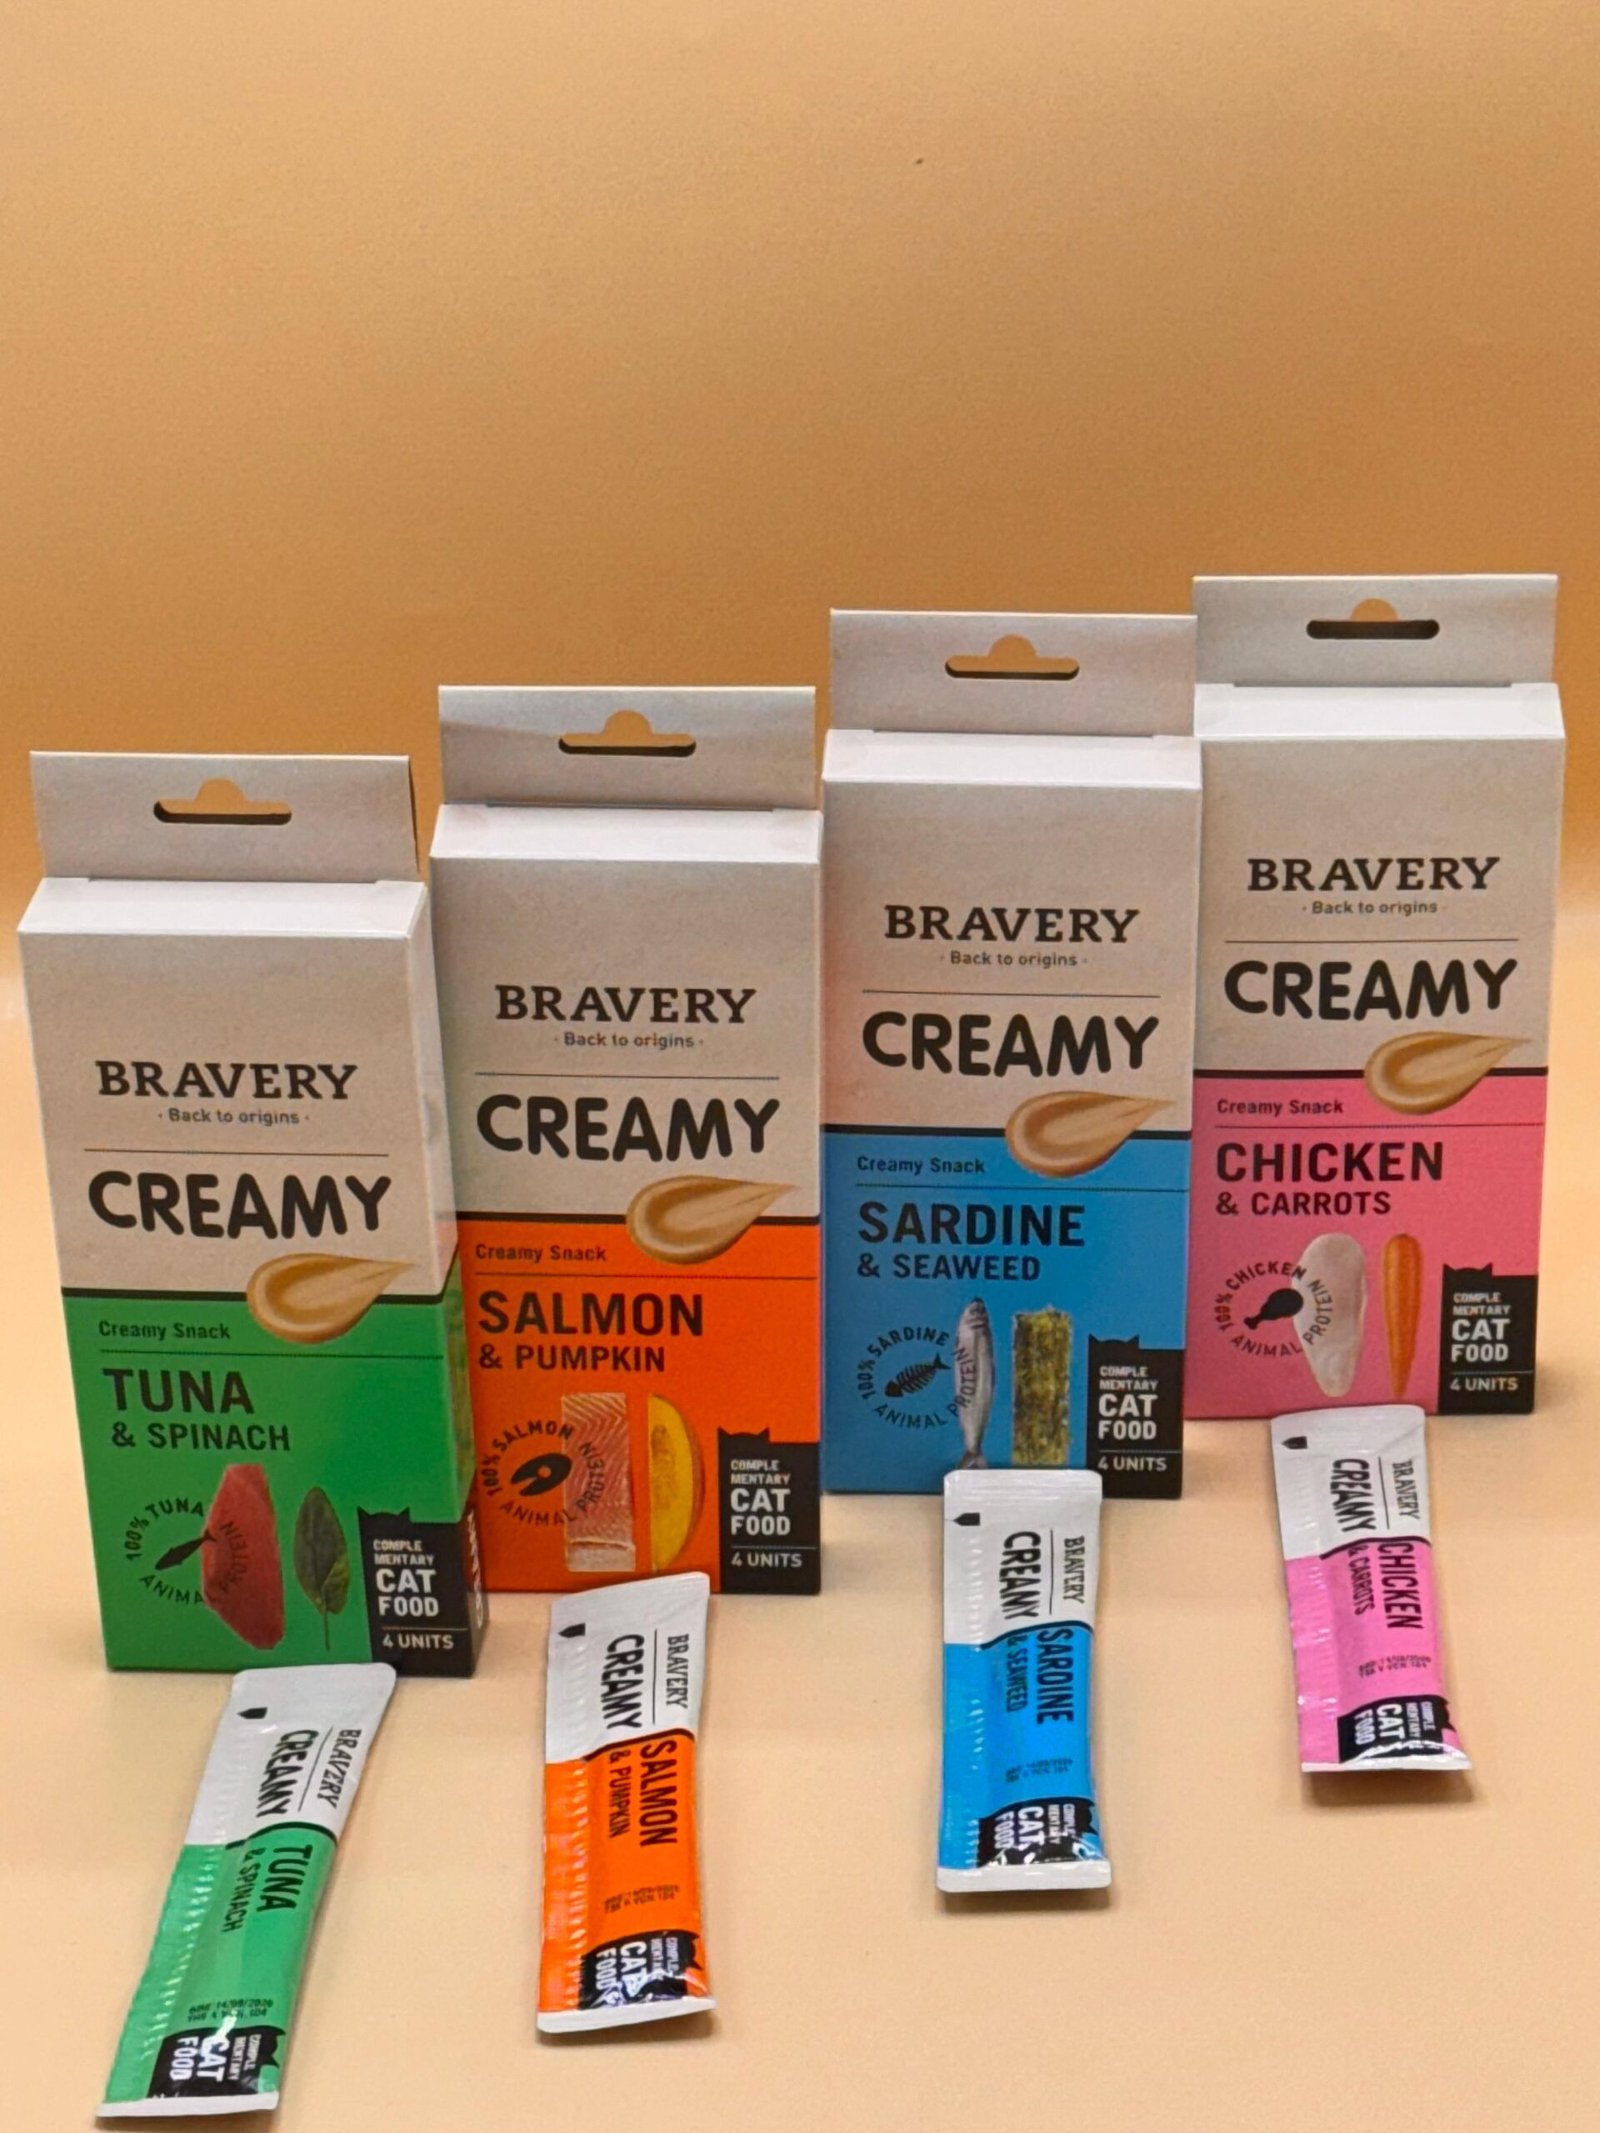 BRAVERY
· Back to origins ·
CREAMY
Creamy Snack
TUNA
& SPINACH
100% TUNA
ANIMAL PROTEIN
COMPLE
MENTARY
CAT
FOOD
4 UNITS
BRAVERY
· Back to origins ·
CREAMY
Creamy Snack
SALMON
& PUMPKIN
100% SALMON
ANIMAL PROTEIN
COMPLE
MENTARY
CAT
FOOD
4 UNITS
BRAVERY
· Back to origins ·
CREAMY
Creamy Snack
SARDINE
& SEAWEED
100% SARDINE
ANIMAL PROTEIN
COMPLE
MENTARY
CAT
FOOD
4 UNITS
BRAVERY
· Back to origins ·
CREAMY
Creamy Snack
CHICKEN
& CARROTS
100% CHICKEN
ANIMAL PROTEIN
COMPLE
MENTARY
CAT
FOOD
4 UNITS
BRAVERY
CREAMY
TUNA
& SPINACH
COMPLE
MENTARY
CAT
FOOD
BRAVERY
CREAMY
SALMON
& PUMPKIN
COMPLE
MENTARY
CAT
FOOD
BRAVERY
CREAMY
SARDINE
& SEAWEED
COMPLE
MENTARY
CAT
FOOD
BRAVERY
CREAMY
CHICKEN
& CARROTS
COMPLE
MENTARY
CAT
FOOD